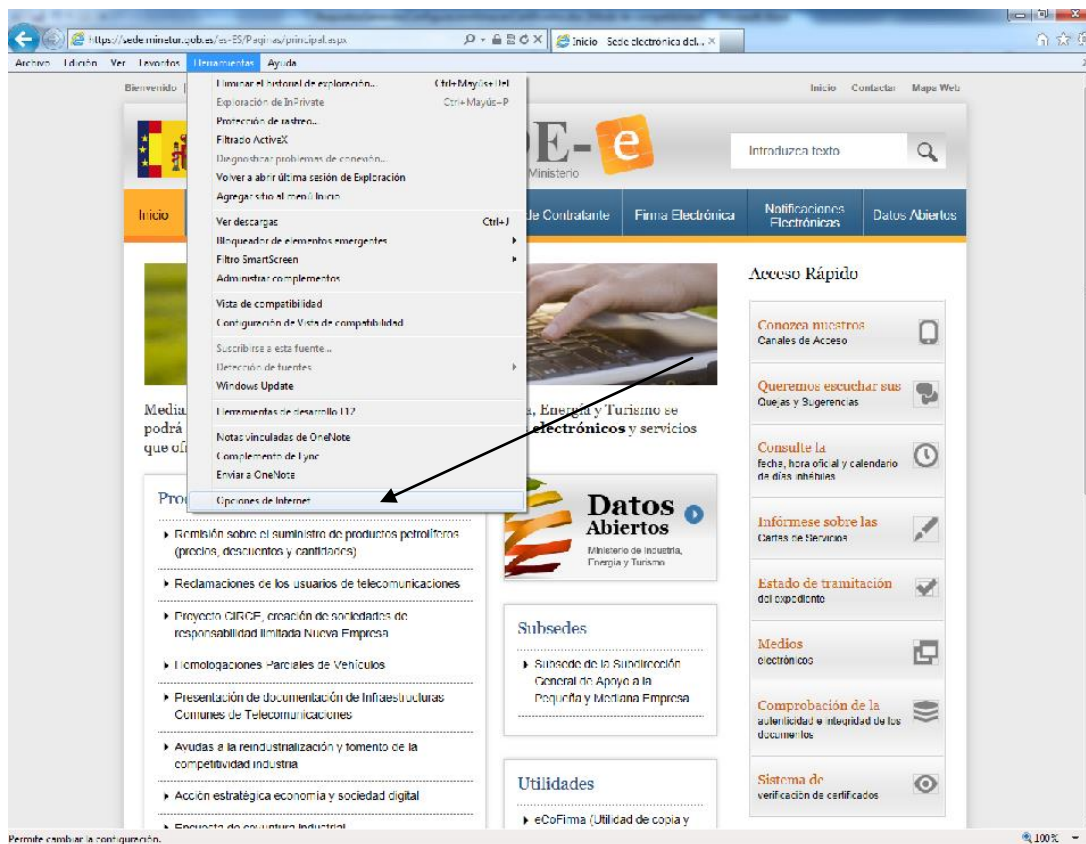 https://sede.minetur.gob.es/es-ES/Paginas/principal.aspx
Inicio - Sede electrónica del...
Archivo Edición Ver Favoritos Herramientas Ayuda
Bienvenido |
Inicio Contactar Mapa Web
Eliminar el historial de exploración... Ctrl+Mayús+Del
Exploración de InPrivate Ctrl+Mayús+P
Protección de rastreo...
Filtrado ActiveX
Diagnosticar problemas de conexión...
Volver a abrir última sesión de Exploración
Agregar sitio al menú Inicio
Ver descargas Ctrl+J
Bloqueador de elementos emergentes
Filtro SmartScreen
Administrar complementos
Vista de compatibilidad
Configuración de Vista de compatibilidad
Suscribirse a esta fuente...
Detección de fuentes
Windows Update
Herramientas de desarrollo F12
Notas vinculadas de OneNote
Complemento de Lync
Enviar a OneNote
Opciones de Internet
DE-e
Ministerio
Introduzca texto
Inicio
de Contratante
Firma Electrónica
Notificaciones
Electrónicas
Datos Abiertos
Media
podrá
que of
a, Energía y Turismo se
electrónicos y servicios
Pro
Remisión sobre el suministro de productos petrolíferos
(precios, descuentos y cantidades)
Reclamaciones de los usuarios de telecomunicaciones
Proyecto CIRCE, creación de sociedades de
responsabilidad limitada Nueva Empresa
Homologaciones Parciales de Vehículos
Presentación de documentación de Infraestructuras
Comunes de Telecomunicaciones
Ayudas a la reindustrialización y fomento de la
competitividad industria
Acción estratégica economía y sociedad digital
Encuesta de coyuntura industrial
Datos
Abiertos
Ministerio de Industria,
Energía y Turismo
Subsedes
Subsede de la Subdirección
General de Apoyo a la
Pequeña y Mediana Empresa
Utilidades
eCoFirma (Utilidad de copia y
Acceso Rápido
Conozca nuestros
Canales de Acceso
Queremos escuchar sus
Quejas y Sugerencias
Consulte la
fecha, hora oficial y calendario
de días inhábiles
Infórmese sobre las
Cartas de Servicios
Estado de tramitación
del expediente
Medios
electrónicos
Comprobación de la
autenticidad e integridad de los
documentos
Sistema de
verificación de certificados
Permite cambiar la configuración.
100%